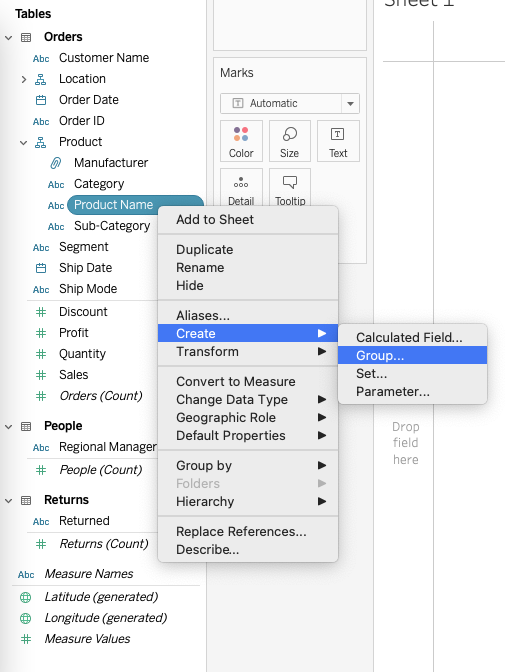 Tables
Orders
Abc Customer Name
Location
Order Date
Abc Order ID
Product
Manufacturer
Abc Category
Abc Product Name
Abc Sub-Category
Abc Segment
Ship Date
Abc Ship Mode
# Discount
# Profit
# Quantity
# Sales
# Orders (Count)
People
Abc Regional Manager
# People (Count)
Returns
Abc Returned
# Returns (Count)
Abc Measure Names
Latitude (generated)
Longitude (generated)
# Measure Values
Marks
T Automatic
Color
Size
T
Text
Detail
Tooltip
Add to Sheet
Duplicate
Rename
Hide
Aliases...
Create
Transform
Convert to Measure
Change Data Type
Geographic Role
Default Properties
Group by
Folders
Hierarchy
Replace References...
Describe...
Calculated Field...
Group...
Set...
Parameter...
Sheet 1
Drop
field
here